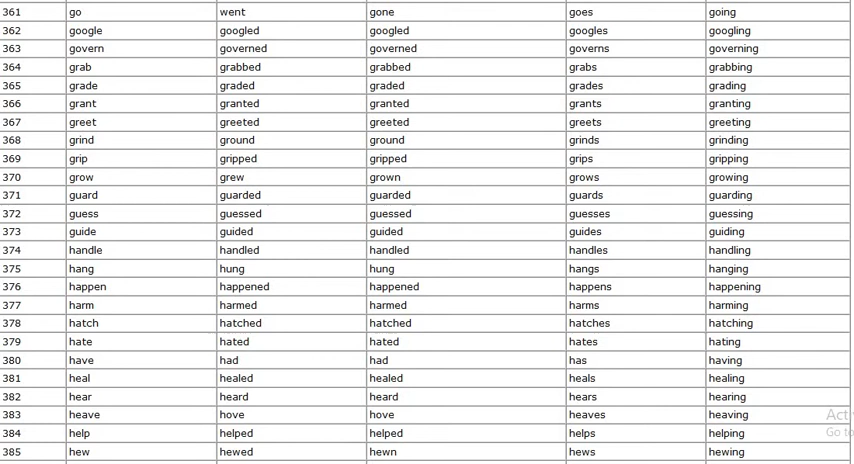 361 go went gone goes going
362 google googled googled googles googling
363 govern governed governed governs governing
364 grab grabbed grabbed grabs grabbing
365 grade graded graded grades grading
366 grant granted granted grants granting
367 greet greeted greeted greets greeting
368 grind ground ground grinds grinding
369 grip gripped gripped grips gripping
370 grow grew grown grows growing
371 guard guarded guarded guards guarding
372 guess guessed guessed guesses guessing
373 guide guided guided guides guiding
374 handle handled handled handles handling
375 hang hung hung hangs hanging
376 happen happened happened happens happening
377 harm harmed harmed harms harming
378 hatch hatched hatched hatches hatching
379 hate hated hated hates hating
380 have had had has having
381 heal healed healed heals healing
382 hear heard heard hears hearing
383 heave hove hove heaves heaving
384 help helped helped helps helping
385 hew hewed hewn hews hewing
Go to